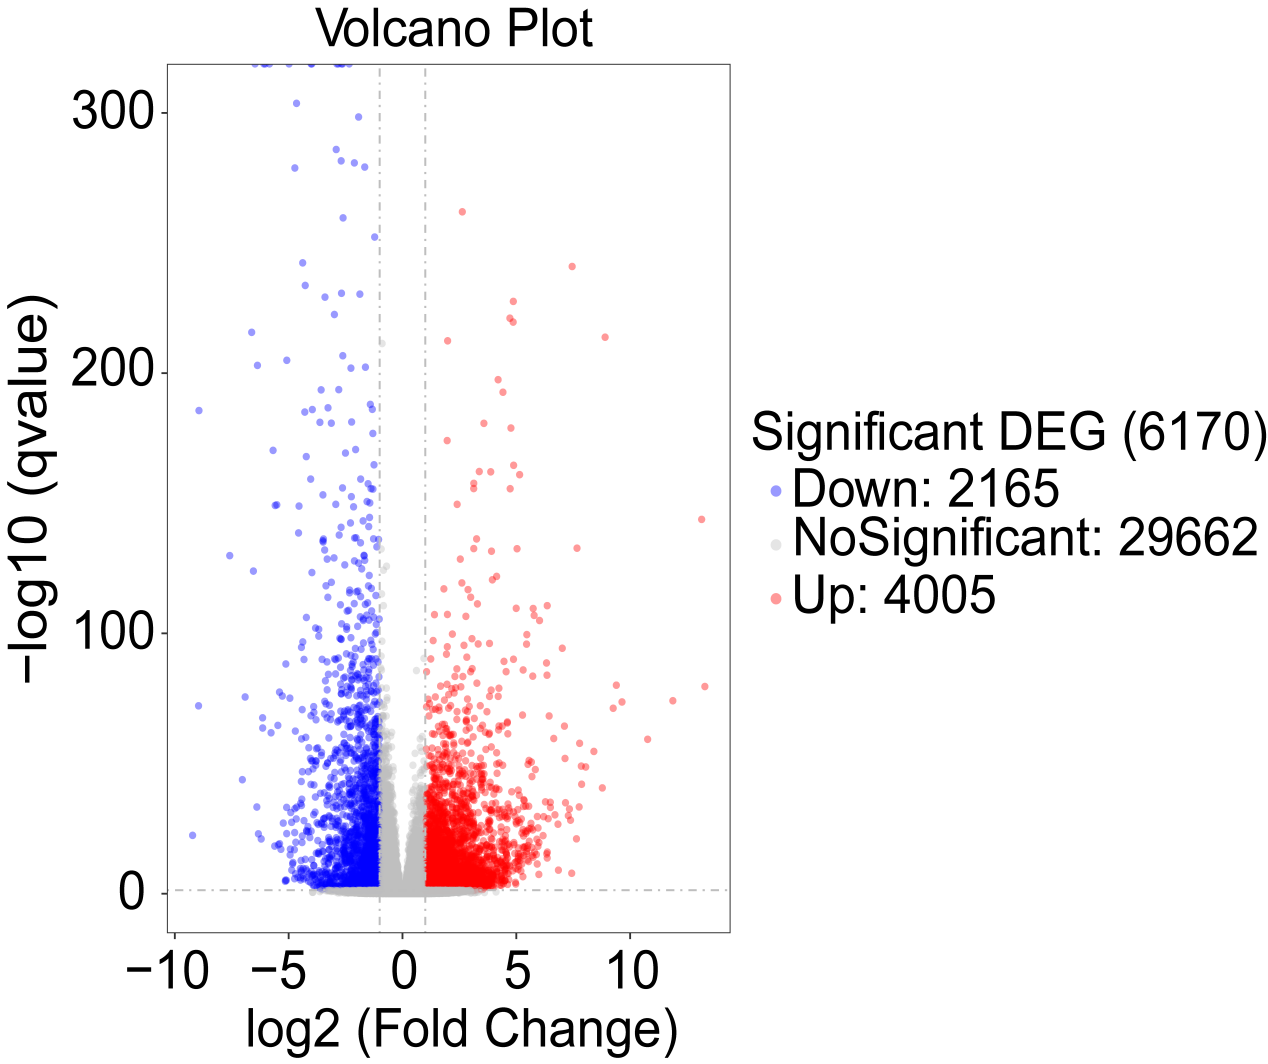 Volcano Plot
300
200
100
0
−log10 (qvalue)
−10 −5 0 5 10
log2 (Fold Change)
Significant DEG (6170)
Down: 2165
NoSignificant: 29662
Up: 4005